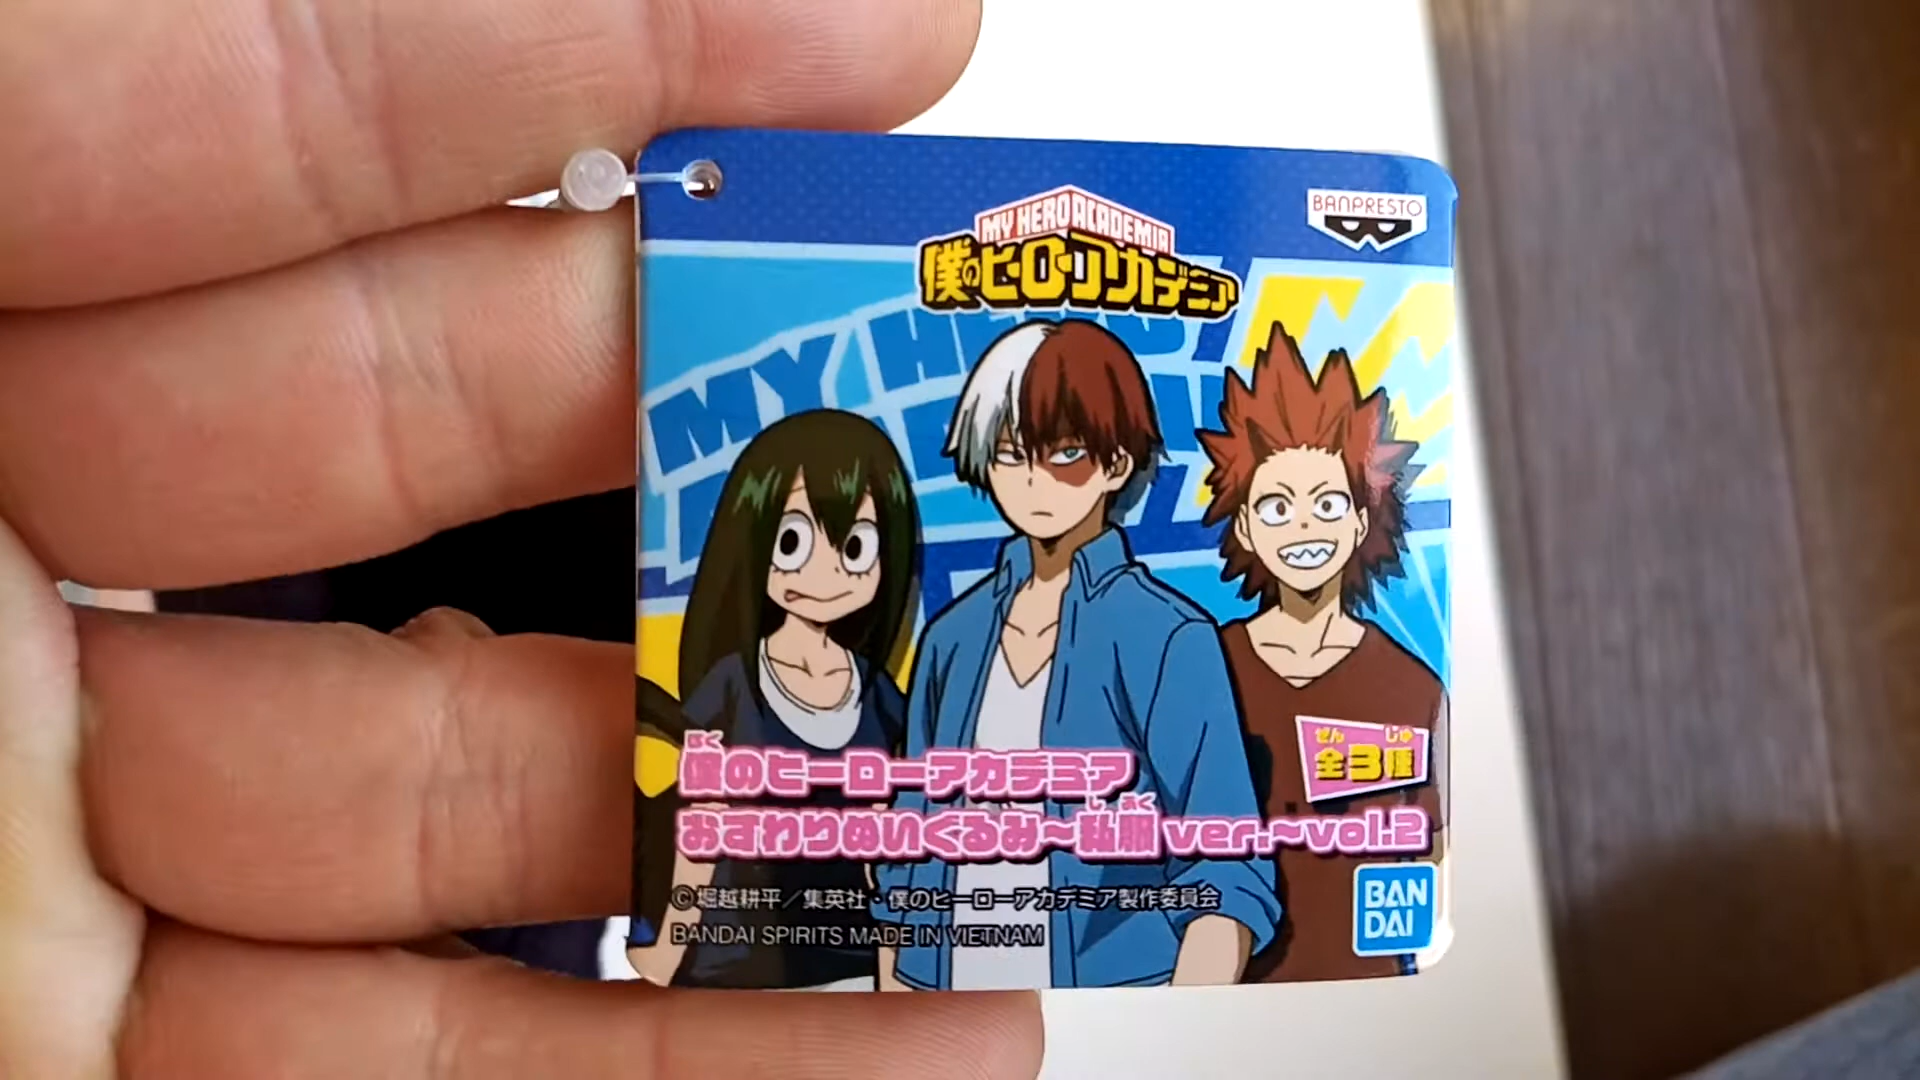 MY HERO ACADEMIA
BANPRESTO
僕のヒーローアカデミア
MY HERO
ぜん じゅ
全3種
ぼく
僕のヒーローアカデミア
し ふく
おすわりぬいぐるみ～私服ver.～vol.2
©堀越耕平／集英社・僕のヒーローアカデミア製作委員会
BANDAI SPIRITS MADE IN VIETNAM
BAN
DAI